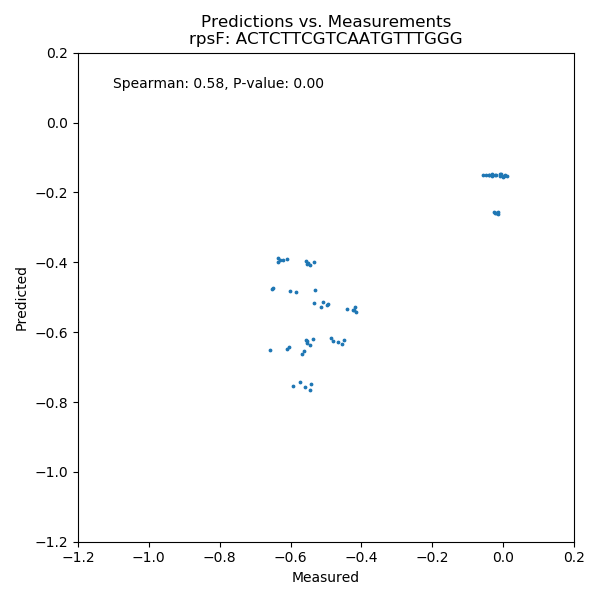 Predictions vs. Measurements
rpsF: ACTCTTCGTCAATGTTTGGG
0.2
Spearman: 0.58, P-value: 0.00
0.0
−0.2
−0.4
Predicted
−0.6
−0.8
−1.0
−1.2
−1.2 −1.0 −0.8 −0.6 −0.4 −0.2 0.0 0.2
Measured